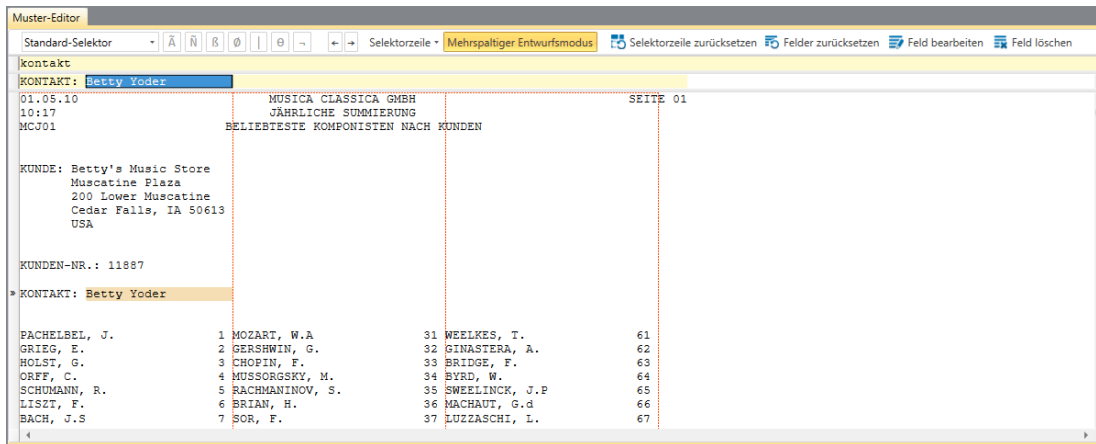 Muster-Editor
Standard-Selektor Ã Ñ ß Ø | Ɵ ¬ ← → Selektorzeile Mehrspaltiger Entwurfsmodus Selektorzeile zurücksetzen Felder zurücksetzen Feld bearbeiten Feld löschen
kontakt
KONTAKT: Betty Yoder
01.05.10 MUSICA CLASSICA GMBH SEITE 01
10:17 JÄHRLICHE SUMMIERUNG
MCJ01 BELIEBTESTE KOMPONISTEN NACH KUNDEN
KUNDE: Betty's Music Store
Muscatine Plaza
200 Lower Muscatine
Cedar Falls, IA 50613
USA
KUNDEN-NR.: 11887
» KONTAKT: Betty Yoder
PACHELBEL, J. 1 MOZART, W.A 31 WEELKES, T. 61
GRIEG, E. 2 GERSHWIN, G. 32 GINASTERA, A. 62
HOLST, G. 3 CHOPIN, F. 33 BRIDGE, F. 63
ORFF, C. 4 MUSSORGSKY, M. 34 BYRD, W. 64
SCHUMANN, R. 5 RACHMANINOV, S. 35 SWEELINCK, J.P 65
LISZT, F. 6 BRIAN, H. 36 MACHAUT, G.d 66
BACH, J.S 7 SOR, F. 37 LUZZASCHI, L. 67